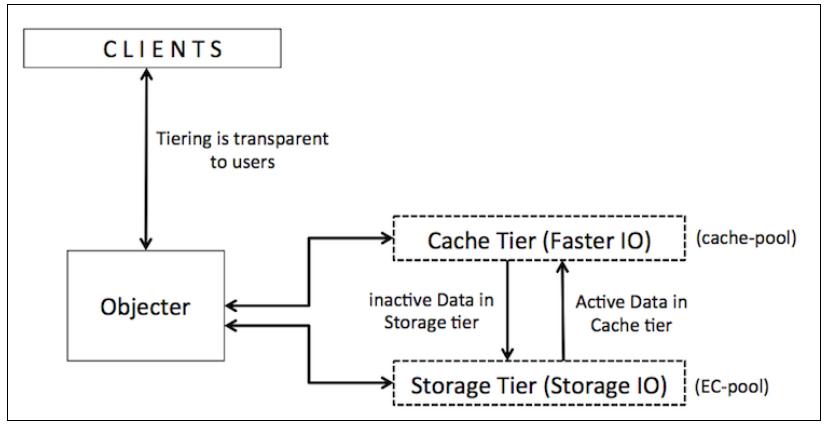 CLIENTS
Tiering is transparent
to users
Cache Tier (Faster IO)
(cache-pool)
Objecter
inactive Data in
Storage tier
Active Data in
Cache tier
Storage Tier (Storage IO)
(EC-pool)